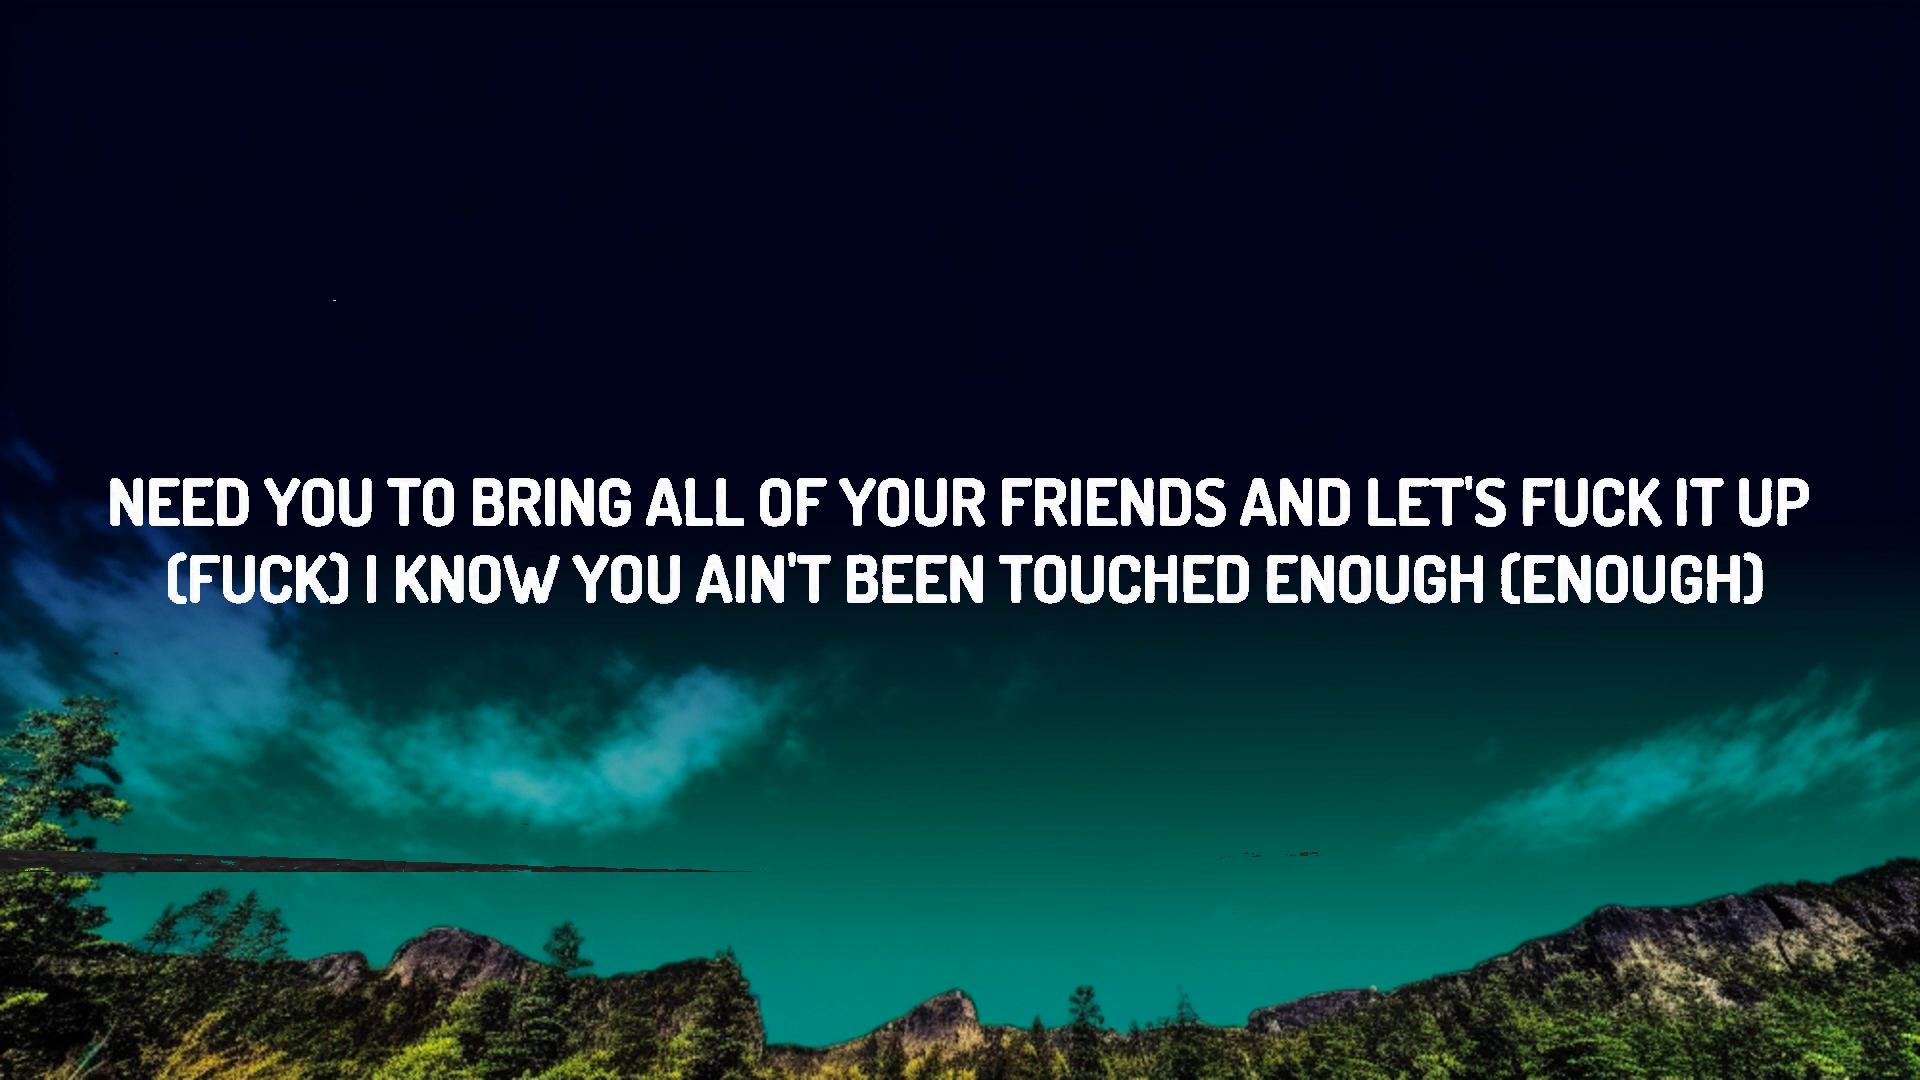 NEED YOU TO BRING ALL OF YOUR FRIENDS AND LET'S FUCK IT UP
(FUCK) I KNOW YOU AIN'T BEEN TOUCHED ENOUGH (ENOUGH)